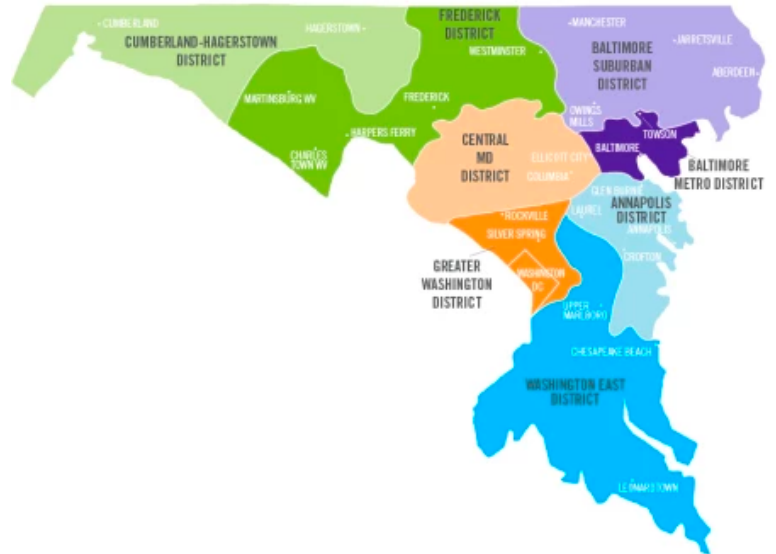 CUMBERLAND
HAGERSTOWN
CUMBERLAND-HAGERSTOWN
DISTRICT
FREDERICK
DISTRICT
WESTMINSTER
MANCHESTER
JARRETSVILLE
BALTIMORE
SUBURBAN
DISTRICT
ABERDEEN
MARTINSBURG WV
FREDERICK
OWINGS
MILLS
HARPERS FERRY
TOWSON
BALTIMORE
CENTRAL
MD
DISTRICT
CHARLES
TOWN WV
ELLICOTT CITY
COLUMBIA
BALTIMORE
METRO DISTRICT
GLEN BURNIE
ANNAPOLIS
DISTRICT
LAUREL
ROCKVILLE
ANNAPOLIS
SILVER SPRING
CROFTON
GREATER
WASHINGTON
DISTRICT
WASHINGTON
DC
UPPER
MARLBORO
CHESAPEAKE BEACH
WASHINGTON EAST
DISTRICT
LEONARDTOWN